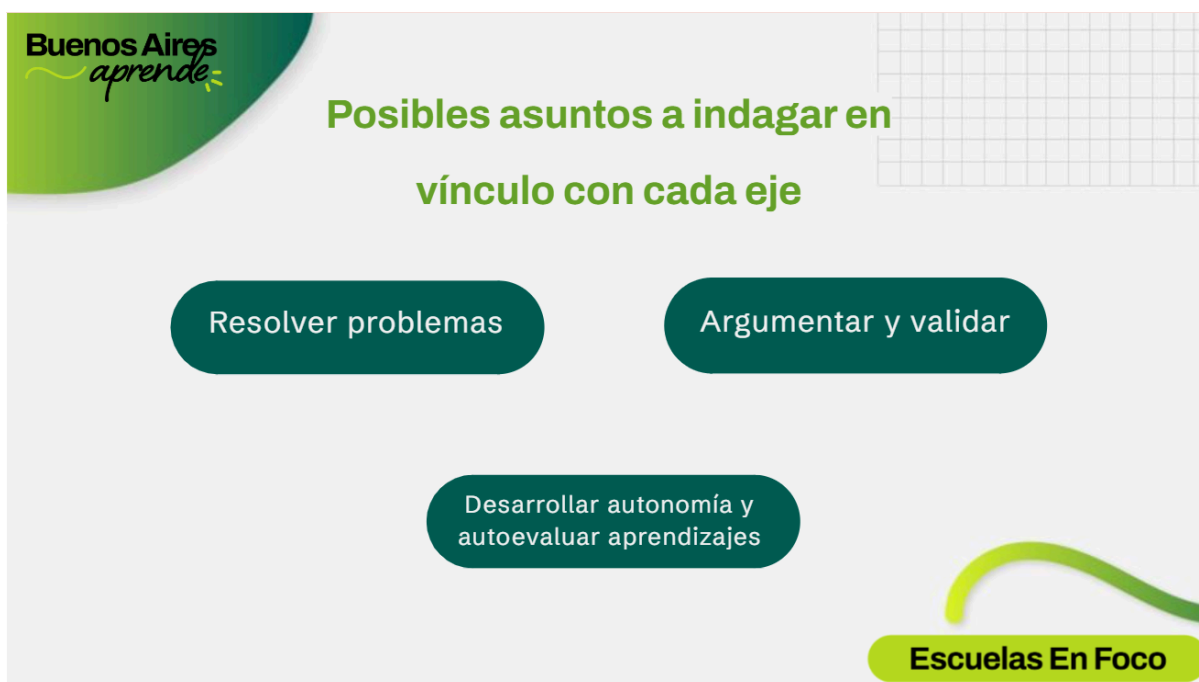 Buenos Aires
aprende
Posibles asuntos a indagar en
vínculo con cada eje
Resolver problemas
Argumentar y validar
Desarrollar autonomía y
autoevaluar aprendizajes
Escuelas En Foco